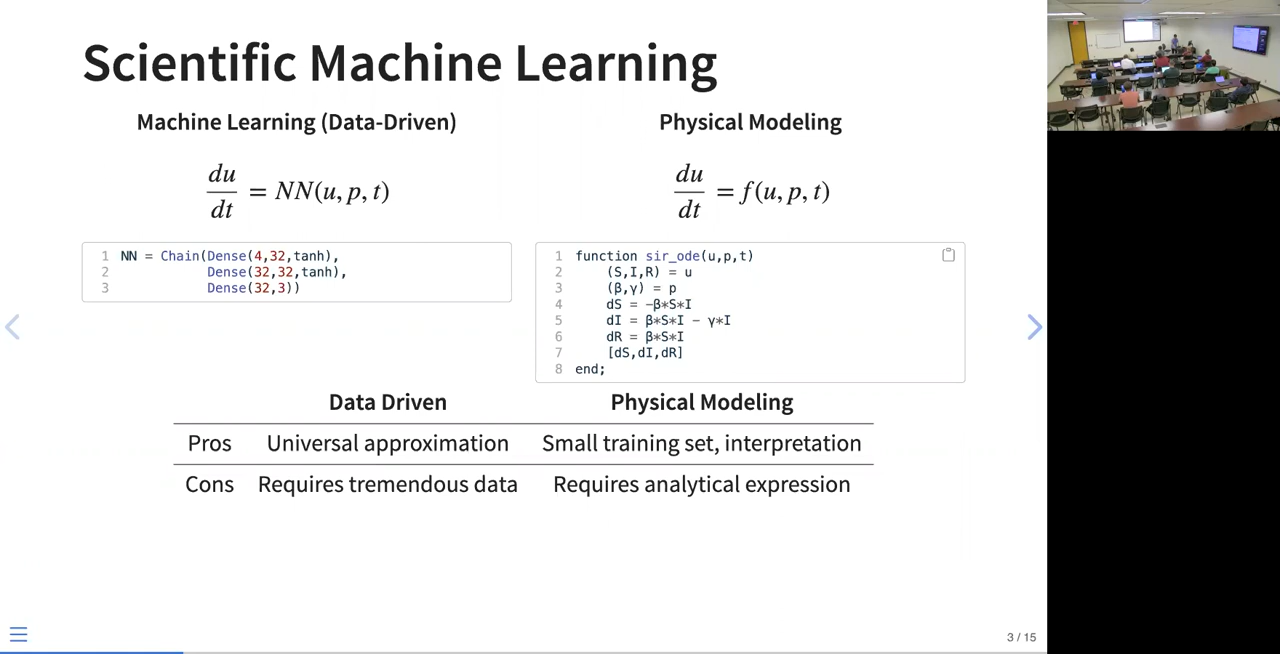 Scientific Machine Learning
Machine Learning (Data-Driven)
du/dt = NN(u, p, t)
1 NN = Chain(Dense(4,32,tanh),
2 Dense(32,32,tanh),
3 Dense(32,3))
Physical Modeling
du/dt = f(u, p, t)
1 function sir_ode(u,p,t)
2 (S,I,R) = u
3 (β,γ) = p
4 dS = -β*S*I
5 dI = β*S*I - γ*I
6 dR = β*S*I
7 [dS,dI,dR]
8 end;
Data Driven Physical Modeling
Pros Universal approximation Small training set, interpretation
Cons Requires tremendous data Requires analytical expression
3 / 15